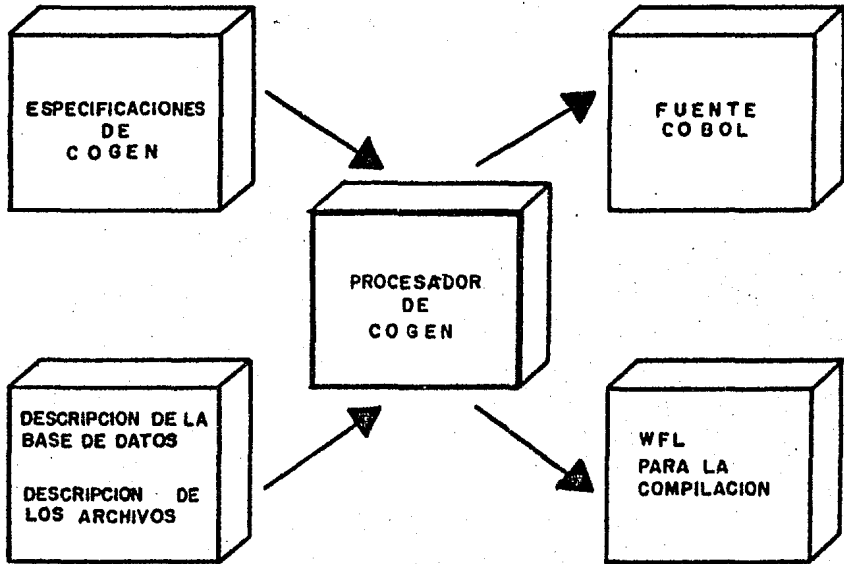 ESPECIFICACIONES
DE
COGEN
FUENTE
COBOL
PROCESADOR
DE
COGEN
DESCRIPCION DE LA
BASE DE DATOS
DESCRIPCION DE
LOS ARCHIVOS
WFL
PARA LA
COMPILACION